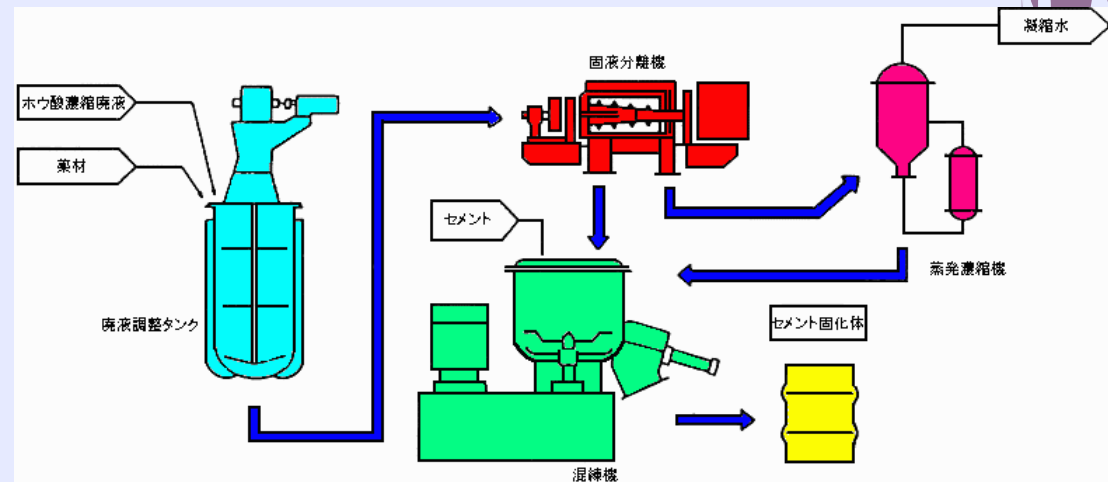 凝縮水
固液分離機
ホウ酸濃縮廃液
薬材
セメント
蒸発濃縮機
廃液調整タンク
セメント固化体
混練機